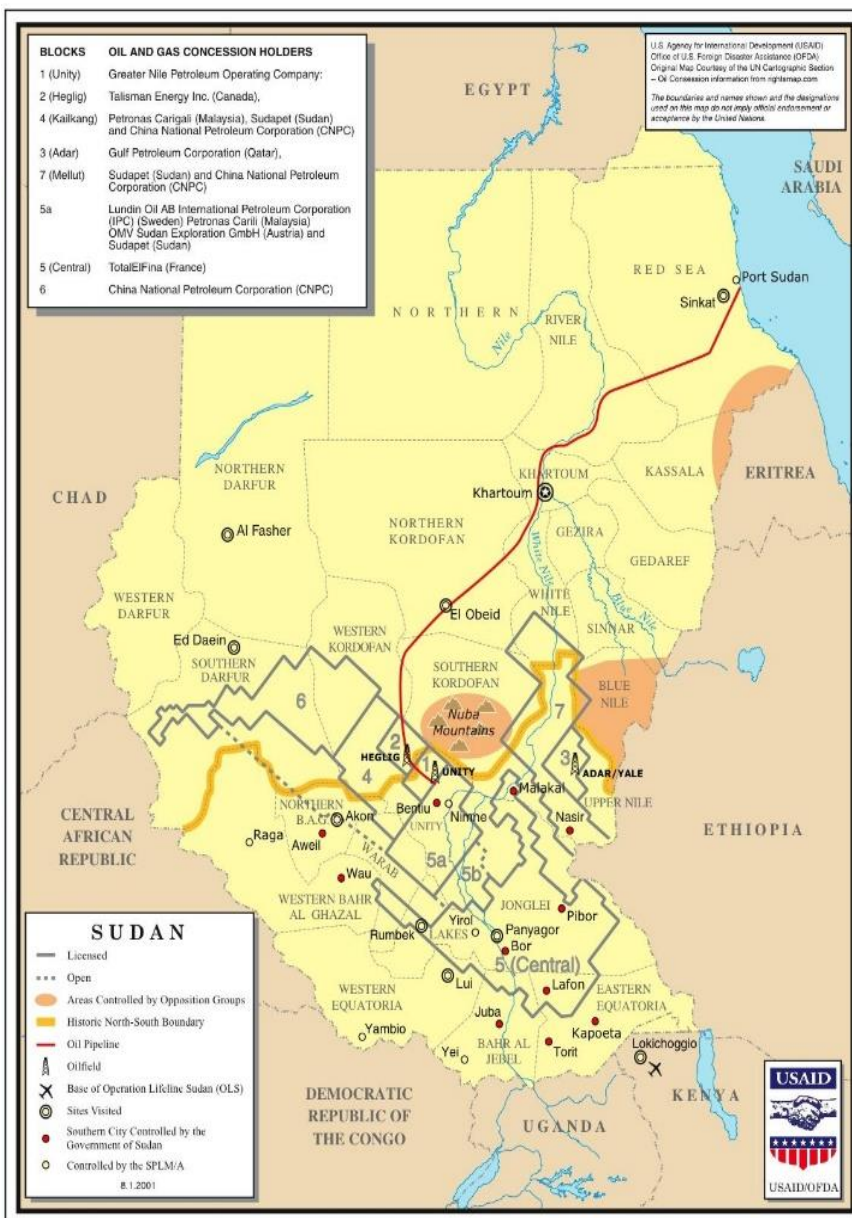 BLOCKS OIL AND GAS CONCESSION HOLDERS
1 (Unity) Greater Nile Petroleum Operating Company:
2 (Heglig) Talisman Energy Inc. (Canada),
4 (Kailkang) Petronas Carigali (Malaysia), Sudapet (Sudan)
and China National Petroleum Corporation (CNPC)
3 (Adar) Gulf Petroleum Corporation (Qatar),
7 (Mellut) Sudapet (Sudan) and China National Petroleum
Corporation (CNPC)
5a Lundin Oil AB International Petroleum Corporation
(IPC) (Sweden) Petronas Carili (Malaysia)
OMV Sudan Exploration GmbH (Austria) and
Sudapet (Sudan)
5 (Central) TotalElFina (France)
6 China National Petroleum Corporation (CNPC)
U.S. Agency for International Development (USAID)
Office of U.S. Foreign Disaster Assistance (OFDA)
Original Map Courtesy of the UN Cartographic Section
– Oil Consession information from rightsmap.com
The boundaries and names shown and the designations
used on this map do not imply official endorsement or
acceptance by the United Nations.
EGYPT
SAUDI
ARABIA
RED SEA
Port Sudan
Sinkat
NORTHERN
Nile
RIVER
NILE
NORTHERN
DARFUR
KHARTOUM
KASSALA
ERITREA
CHAD
Khartoum
Al Fasher
NORTHERN
KORDOFAN
White Nile
GEZIRA
GEDAREF
WESTERN
DARFUR
El Obeid
WHITE
NILE
Blue Nile
SINNAR
Ed Daein
SOUTHERN
DARFUR
WESTERN
KORDOFAN
SOUTHERN
KORDOFAN
BLUE
NILE
6
7
Nuba
Mountains
2
HEGLIG
1
UNITY
3
ADAR/YALE
4
Malakal
UPPER NILE
CENTRAL
AFRICAN
REPUBLIC
NORTHERN
B.A.G.
Akon
Bentiu
Nimne
Nasir
ETHIOPIA
Raga
Aweil
UNITY
WARAB
5a
5b
Wau
WESTERN BAHR
AL GHAZAL
JONGLEI
Pibor
Rumbek
Yirol
LAKES
Panyagor
Bor
5 (Central)
WESTERN
EQUATORIA
Lui
Lafon
EASTERN
EQUATORIA
Juba
Kapoeta
Yambio
Yei
BAHR AL
JEBEL
Torit
Lokichoggio
DEMOCRATIC
REPUBLIC OF
THE CONGO
UGANDA
KENYA
SUDAN
Licensed
Open
Areas Controlled by Opposition Groups
Historic North-South Boundary
Oil Pipeline
Oilfield
Base of Operation Lifeline Sudan (OLS)
Sites Visited
Southern City Controlled by the
Government of Sudan
Controlled by the SPLM/A
8.1.2001
USAID
USAID/OFDA